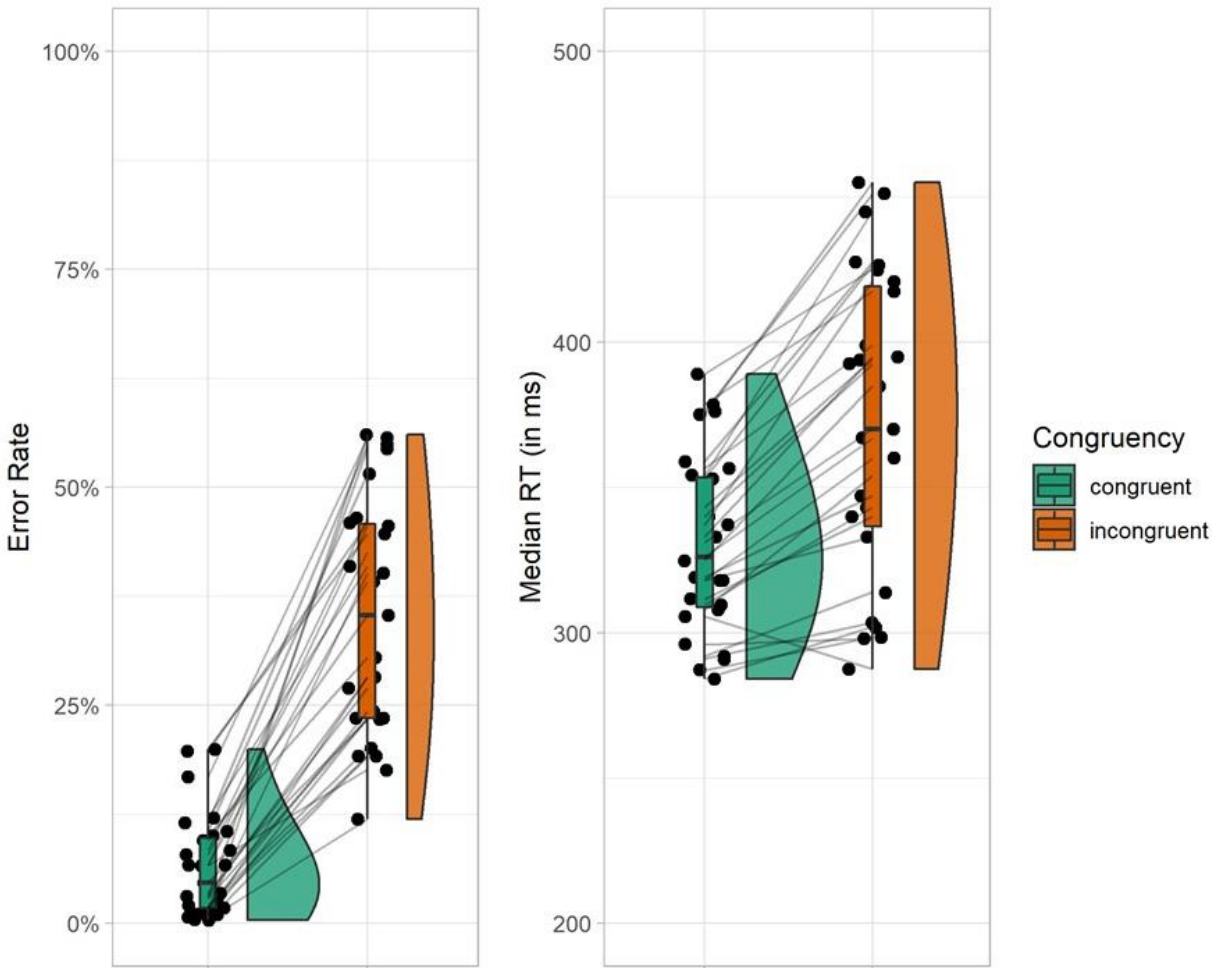 Error Rate
100%
75%
50%
25%
0%
Median RT (in ms)
500
400
300
200
Congruency
congruent
incongruent